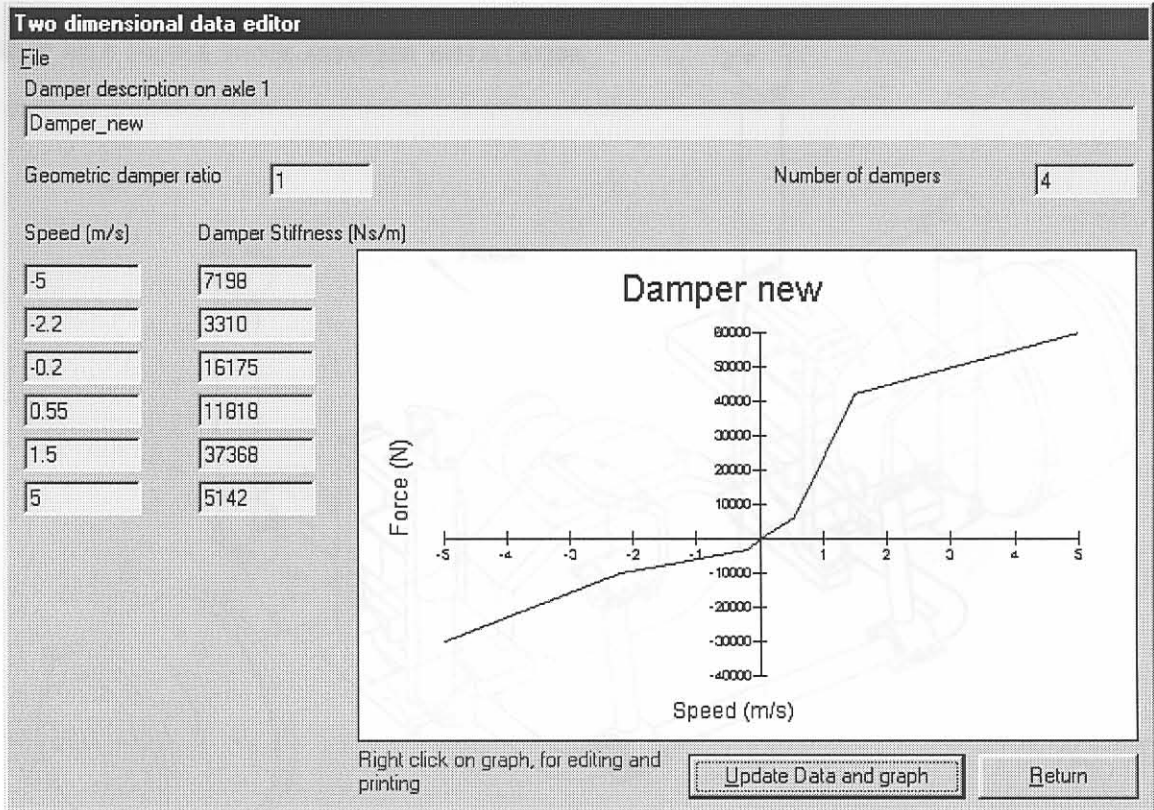 Two dimensional data editor
File
Damper description on axle 1
Damper_new
Geometric damper ratio 1 Number of dampers 4
Speed (m/s) Damper Stiffness (Ns/m)
-5 7198
-2.2 3310
-0.2 16175
0.55 11818
1.5 37368
5 5142
Damper new
60000
50000
40000
30000
20000
10000
-5 -4 -3 -2 -1 1 2 3 4 5
-10000
-20000
-30000
-40000
Force (N)
Speed (m/s)
Right click on graph, for editing and
printing
Update Data and graph Return